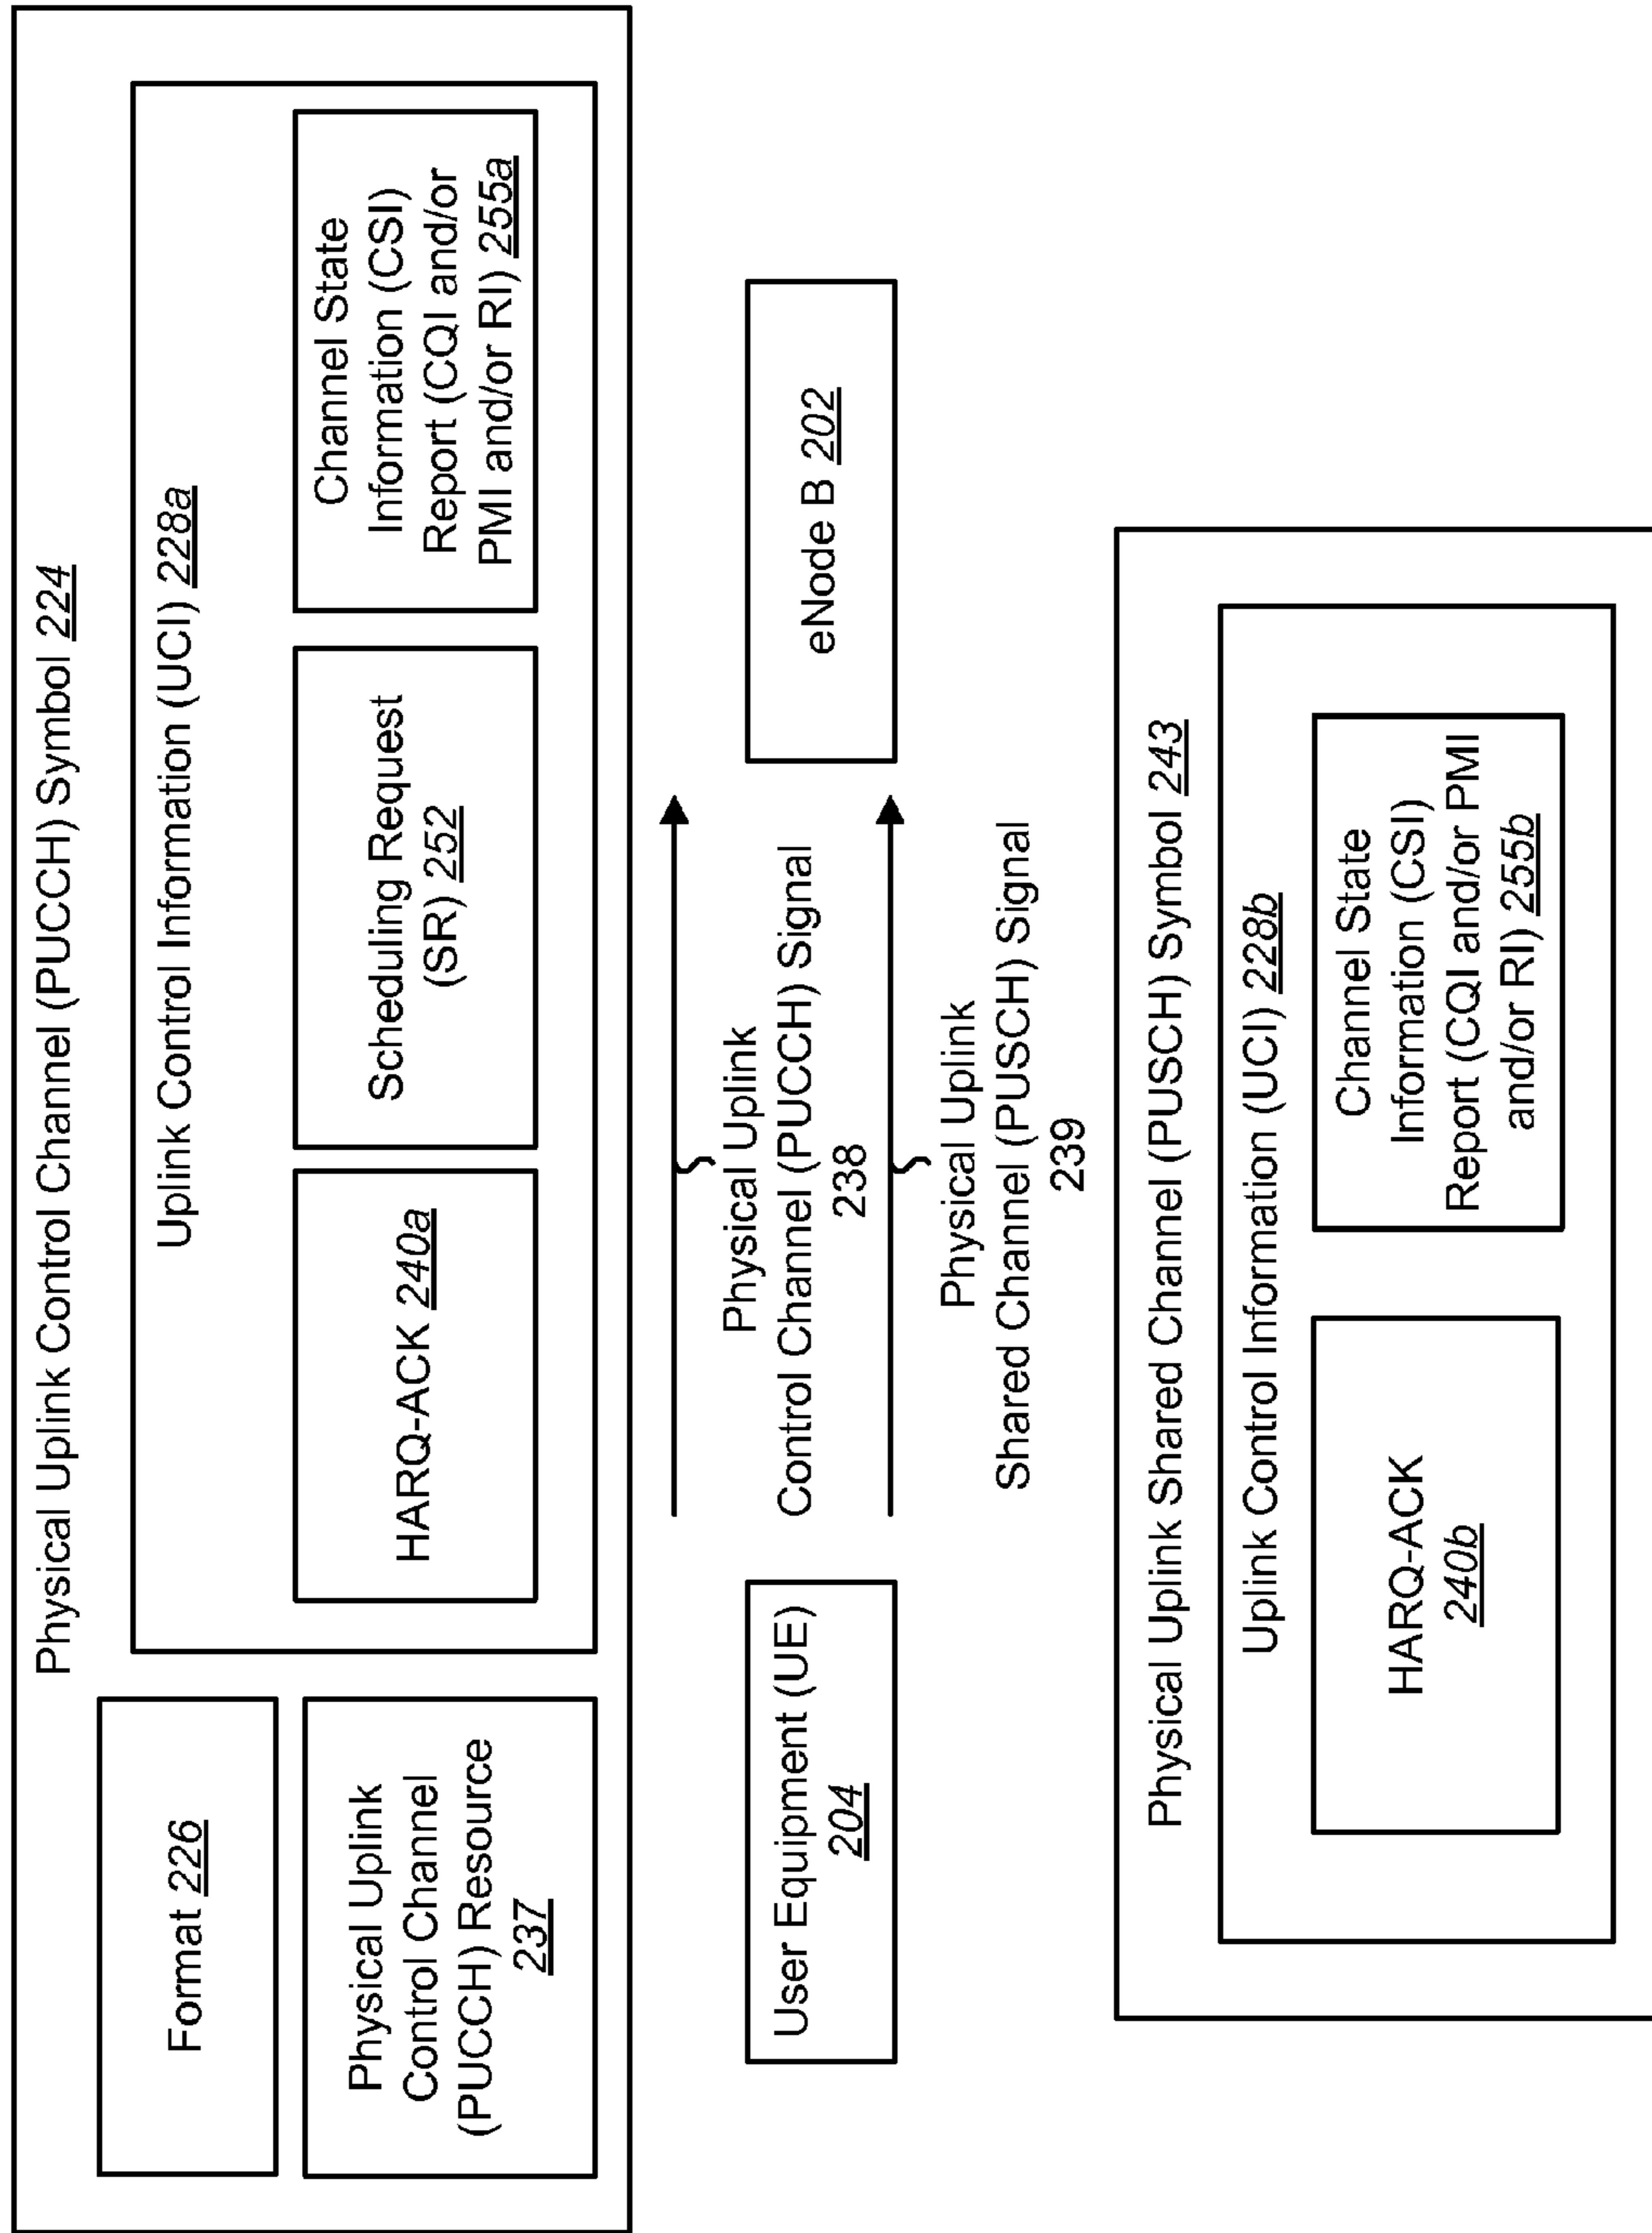 Physical Uplink Control Channel (PUCCH) Symbol 224
Format 226
Physical Uplink
Control Channel
(PUCCH) Resource
237
Uplink Control Information (UCI) 228a
HARQ-ACK 240a
Scheduling Request
(SR) 252
Channel State
Information (CSI)
Report (CQI and/or
PMI and/or RI) 255a
User Equipment (UE)
204
Physical Uplink
Control Channel (PUCCH) Signal
238
Physical Uplink
Shared Channel (PUSCH) Signal
239
eNode B 202
Physical Uplink Shared Channel (PUSCH) Symbol 243
Uplink Control Information (UCI) 228b
HARQ-ACK
240b
Channel State
Information (CSI)
Report (CQI and/or PMI
and/or RI) 255b